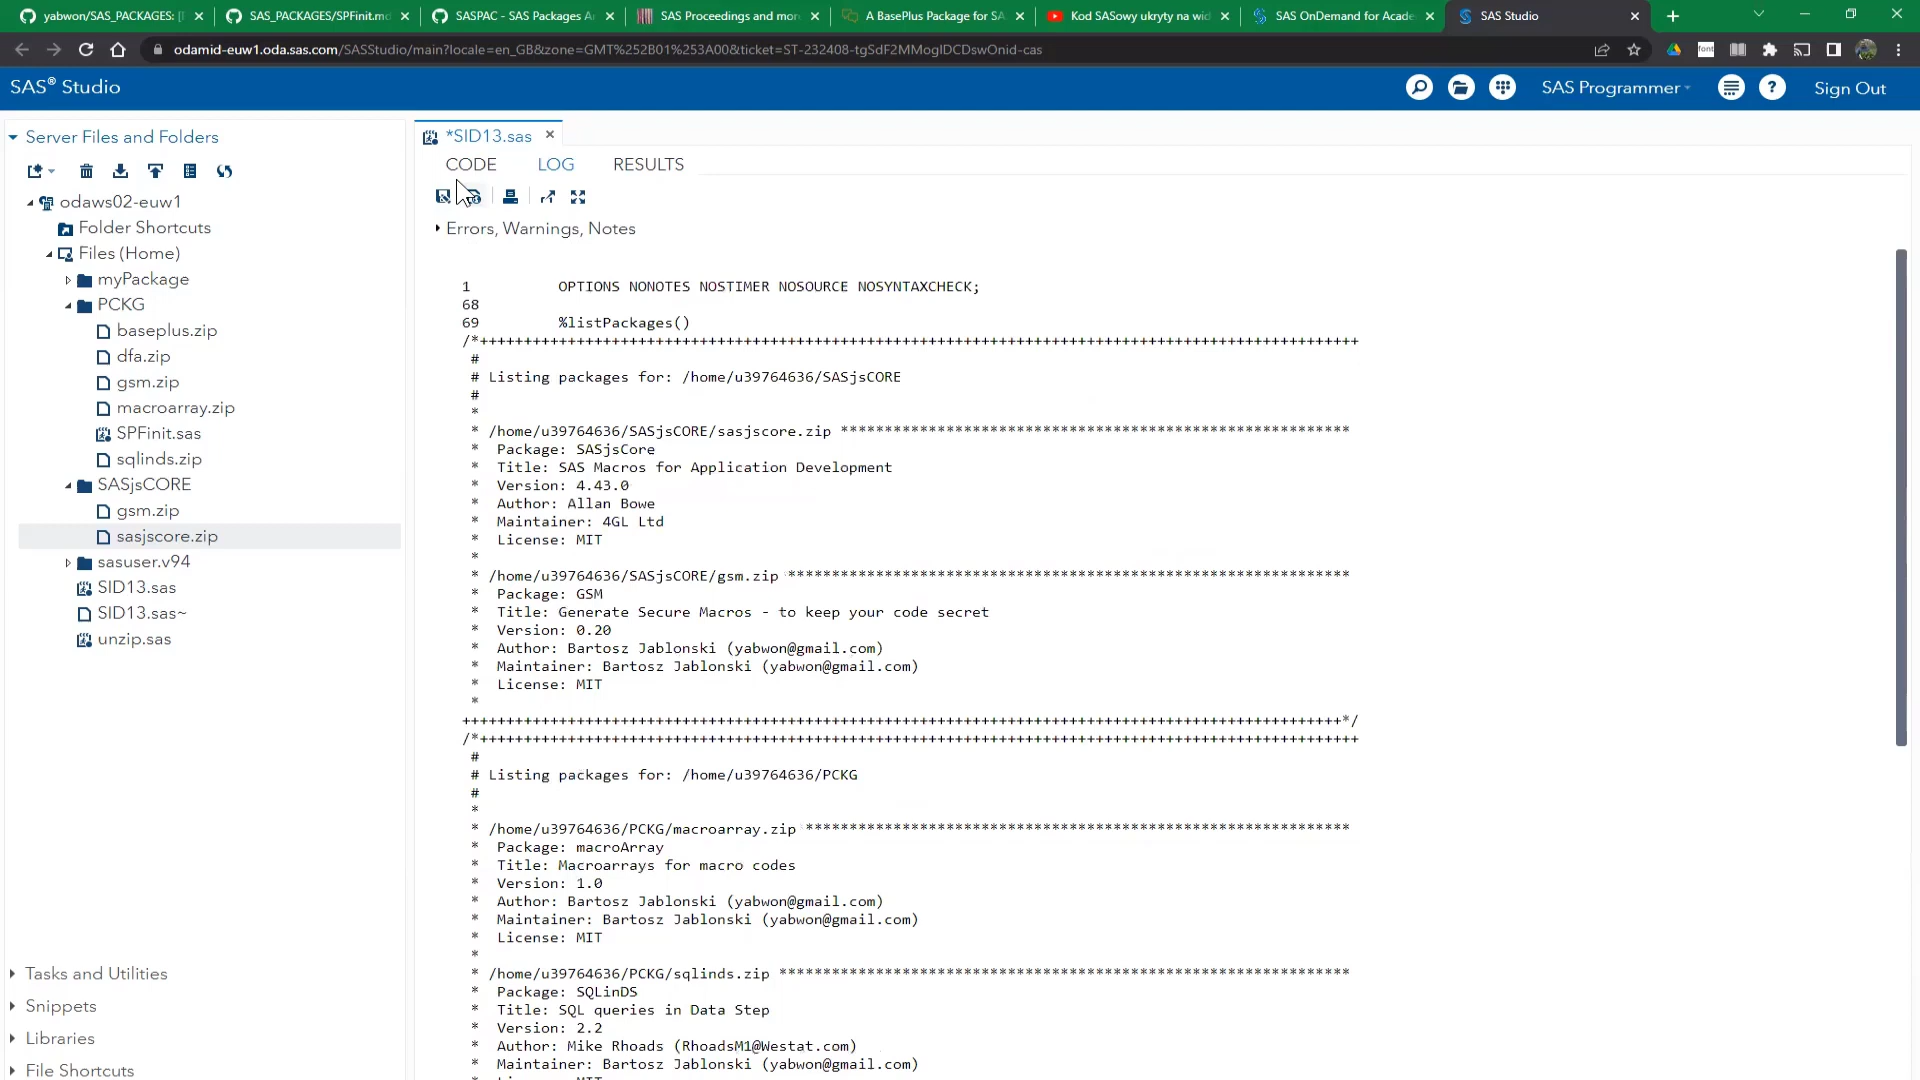 yabwon/SAS_PACKAGES: [I
SAS_PACKAGES/SPFinit.md
SASPAC - SAS Packages A
SAS Proceedings and mor
A BasePlus Package for SA
Kod SASowy ukryty na wid
SAS OnDemand for Acade
SAS Studio
odamid-euw1.oda.sas.com/SASStudio/main?locale=en_GB&zone=GMT%252B01%253A00&ticket=ST-232408-tgSdF2MMogIDCDswOnid-cas
SAS® Studio
SAS Programmer
Sign Out
Server Files and Folders
odaws02-euw1
Folder Shortcuts
Files (Home)
myPackage
PCKG
baseplus.zip
dfa.zip
gsm.zip
macroarray.zip
SPFinit.sas
sqlinds.zip
SASjsCORE
gsm.zip
sasjscore.zip
sasuser.v94
SID13.sas
SID13.sas~
unzip.sas
Tasks and Utilities
Snippets
Libraries
File Shortcuts
*SID13.sas
CODE LOG RESULTS
Errors, Warnings, Notes
1 OPTIONS NONOTES NOSTIMER NOSOURCE NOSYNTAXCHECK;
68
69 %listPackages()
/*+++++++++++++++++++++++++++++++++++++++++++++++++++++++++++++++++++++++++++++++++++++++++++++++++++
#
# Listing packages for: /home/u39764636/SASjsCORE
#
*
* /home/u39764636/SASjsCORE/sasjscore.zip **********************************************************
* Package: SASjsCore
* Title: SAS Macros for Application Development
* Version: 4.43.0
* Author: Allan Bowe
* Maintainer: 4GL Ltd
* License: MIT
*
* /home/u39764636/SASjsCORE/gsm.zip ****************************************************************
* Package: GSM
* Title: Generate Secure Macros - to keep your code secret
* Version: 0.20
* Author: Bartosz Jablonski (yabwon@gmail.com)
* Maintainer: Bartosz Jablonski (yabwon@gmail.com)
* License: MIT
*
+++++++++++++++++++++++++++++++++++++++++++++++++++++++++++++++++++++++++++++++++++++++++++++++++++*/
/*+++++++++++++++++++++++++++++++++++++++++++++++++++++++++++++++++++++++++++++++++++++++++++++++++++
#
# Listing packages for: /home/u39764636/PCKG
#
*
* /home/u39764636/PCKG/macroarray.zip **************************************************************
* Package: macroArray
* Title: Macroarrays for macro codes
* Version: 1.0
* Author: Bartosz Jablonski (yabwon@gmail.com)
* Maintainer: Bartosz Jablonski (yabwon@gmail.com)
* License: MIT
*
* /home/u39764636/PCKG/sqlinds.zip *****************************************************************
* Package: SQLinDS
* Title: SQL queries in Data Step
* Version: 2.2
* Author: Mike Rhoads (RhoadsM1@Westat.com)
* Maintainer: Bartosz Jablonski (yabwon@gmail.com)